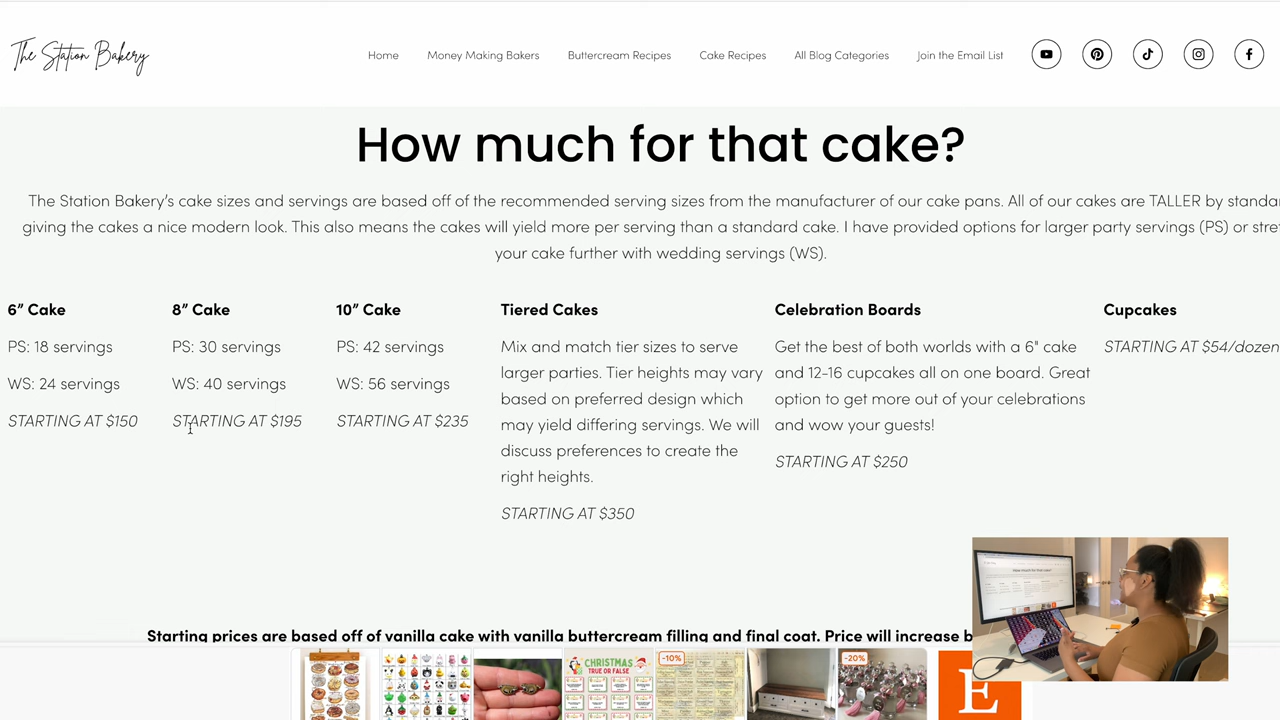 The Station Bakery
Home
Money Making Bakers
Buttercream Recipes
Cake Recipes
All Blog Categories
Join the Email List
How much for that cake?
The Station Bakery's cake sizes and servings are based off of the recommended serving sizes from the manufacturer of our cake pans. All of our cakes are TALLER by standar
giving the cakes a nice modern look. This also means the cakes will yield more per serving than a standard cake. I have provided options for larger party servings (PS) or stre
your cake further with wedding servings (WS).
6" Cake
PS: 18 servings
WS: 24 servings
STARTING AT $150
8" Cake
PS: 30 servings
WS: 40 servings
STARTING AT $195
10" Cake
PS: 42 servings
WS: 56 servings
STARTING AT $235
Tiered Cakes
Mix and match tier sizes to serve
larger parties. Tier heights may vary
based on preferred design which
may yield differing servings. We will
discuss preferences to create the
right heights.
STARTING AT $350
Celebration Boards
Get the best of both worlds with a 6" cake
and 12-16 cupcakes all on one board. Great
option to get more out of your celebrations
and wow your guests!
STARTING AT $250
Cupcakes
STARTING AT $54/dozen
Starting prices are based off of vanilla cake with vanilla buttercream filling and final coat. Price will increase b
CHRISTMAS
TRUE OR FALSE
-10%
-20%
E